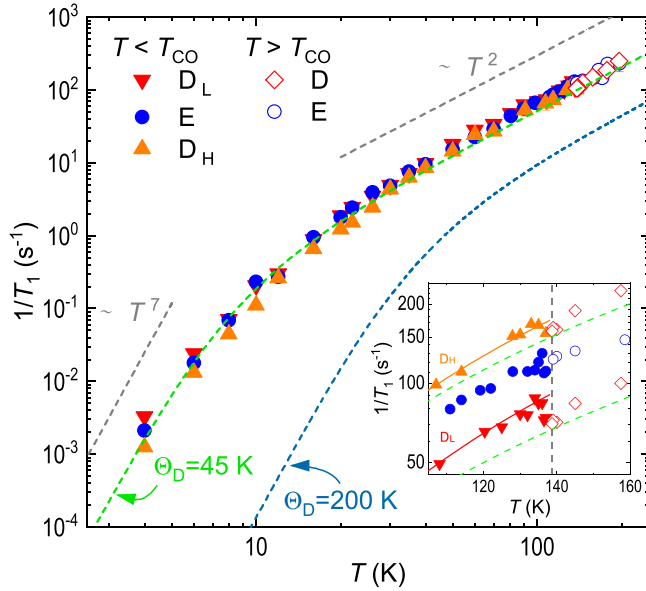 10³
10²
10¹
10⁰
10⁻¹
10⁻²
10⁻³
10⁻⁴
1/T₁ (s⁻¹)
T < T_CO
T > T_CO
D_L
E
D_H
D
E
~ T²
~ T⁷
Θ_D=45 K
Θ_D=200 K
10
100
T (K)
200
150
100
50
1/T₁ (s⁻¹)
D_H
D_L
120
140
160
T (K)